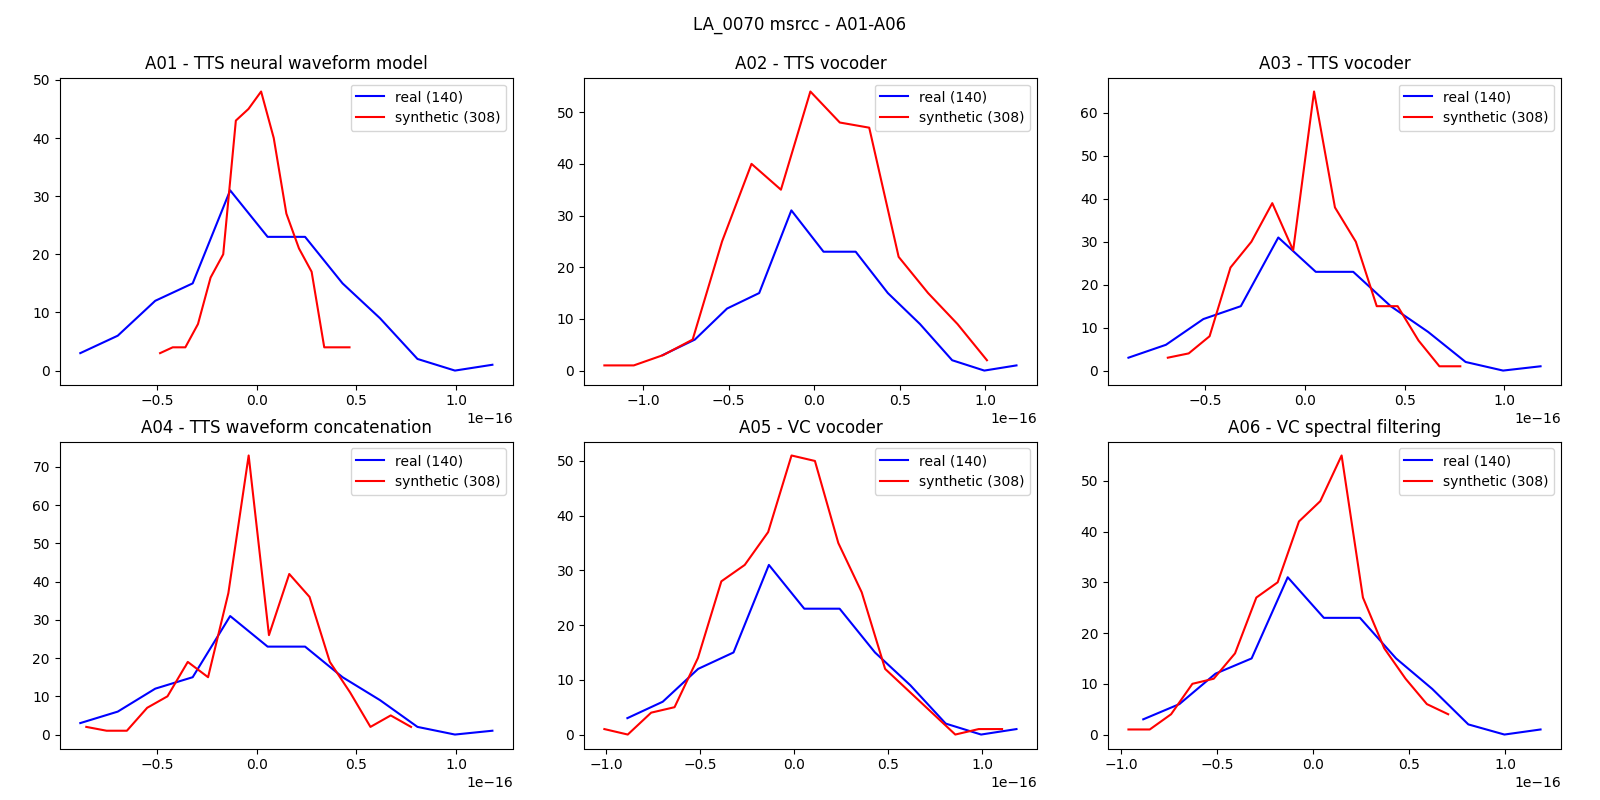 LA_0070 msrcc - A01-A06
A01 - TTS neural waveform model
50
40
30
20
10
0
real (140)
synthetic (308)
−0.5
0.0
0.5
1.0
1e−16
A02 - TTS vocoder
50
40
30
20
10
0
real (140)
synthetic (308)
−1.0
−0.5
0.0
0.5
1.0
1e−16
A03 - TTS vocoder
60
50
40
30
20
10
0
real (140)
synthetic (308)
−0.5
0.0
0.5
1.0
1e−16
A04 - TTS waveform concatenation
70
60
50
40
30
20
10
0
real (140)
synthetic (308)
−0.5
0.0
0.5
1.0
1e−16
A05 - VC vocoder
50
40
30
20
10
0
real (140)
synthetic (308)
−1.0
−0.5
0.0
0.5
1.0
1e−16
A06 - VC spectral filtering
50
40
30
20
10
0
real (140)
synthetic (308)
−1.0
−0.5
0.0
0.5
1.0
1e−16